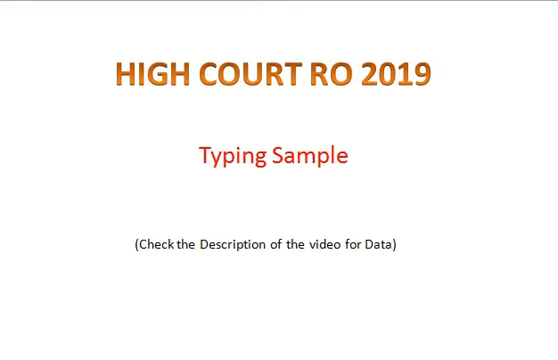 HIGH COURT RO 2019
Typing Sample
(Check the Description of the video for Data)